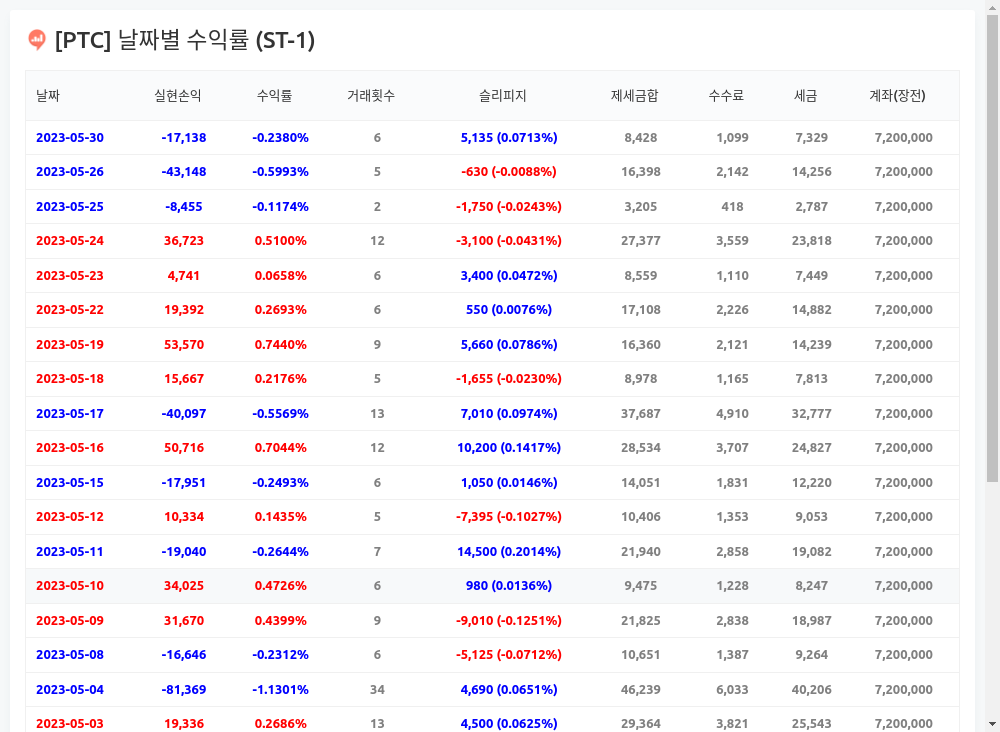 [PTC] 날짜별 수익률 (ST-1)
날짜 실현손익 수익률 거래횟수 슬리피지 제세금합 수수료 세금 계좌(장전)
2023-05-30 -17,138 -0.2380% 6 5,135 (0.0713%) 8,428 1,099 7,329 7,200,000
2023-05-26 -43,148 -0.5993% 5 -630 (-0.0088%) 16,398 2,142 14,256 7,200,000
2023-05-25 -8,455 -0.1174% 2 -1,750 (-0.0243%) 3,205 418 2,787 7,200,000
2023-05-24 36,723 0.5100% 12 -3,100 (-0.0431%) 27,377 3,559 23,818 7,200,000
2023-05-23 4,741 0.0658% 6 3,400 (0.0472%) 8,559 1,110 7,449 7,200,000
2023-05-22 19,392 0.2693% 6 550 (0.0076%) 17,108 2,226 14,882 7,200,000
2023-05-19 53,570 0.7440% 9 5,660 (0.0786%) 16,360 2,121 14,239 7,200,000
2023-05-18 15,667 0.2176% 5 -1,655 (-0.0230%) 8,978 1,165 7,813 7,200,000
2023-05-17 -40,097 -0.5569% 13 7,010 (0.0974%) 37,687 4,910 32,777 7,200,000
2023-05-16 50,716 0.7044% 12 10,200 (0.1417%) 28,534 3,707 24,827 7,200,000
2023-05-15 -17,951 -0.2493% 6 1,050 (0.0146%) 14,051 1,831 12,220 7,200,000
2023-05-12 10,334 0.1435% 5 -7,395 (-0.1027%) 10,406 1,353 9,053 7,200,000
2023-05-11 -19,040 -0.2644% 7 14,500 (0.2014%) 21,940 2,858 19,082 7,200,000
2023-05-10 34,025 0.4726% 6 980 (0.0136%) 9,475 1,228 8,247 7,200,000
2023-05-09 31,670 0.4399% 9 -9,010 (-0.1251%) 21,825 2,838 18,987 7,200,000
2023-05-08 -16,646 -0.2312% 6 -5,125 (-0.0712%) 10,651 1,387 9,264 7,200,000
2023-05-04 -81,369 -1.1301% 34 4,690 (0.0651%) 46,239 6,033 40,206 7,200,000
2023-05-03 19,336 0.2686% 13 4,500 (0.0625%) 29,364 3,821 25,543 7,200,000